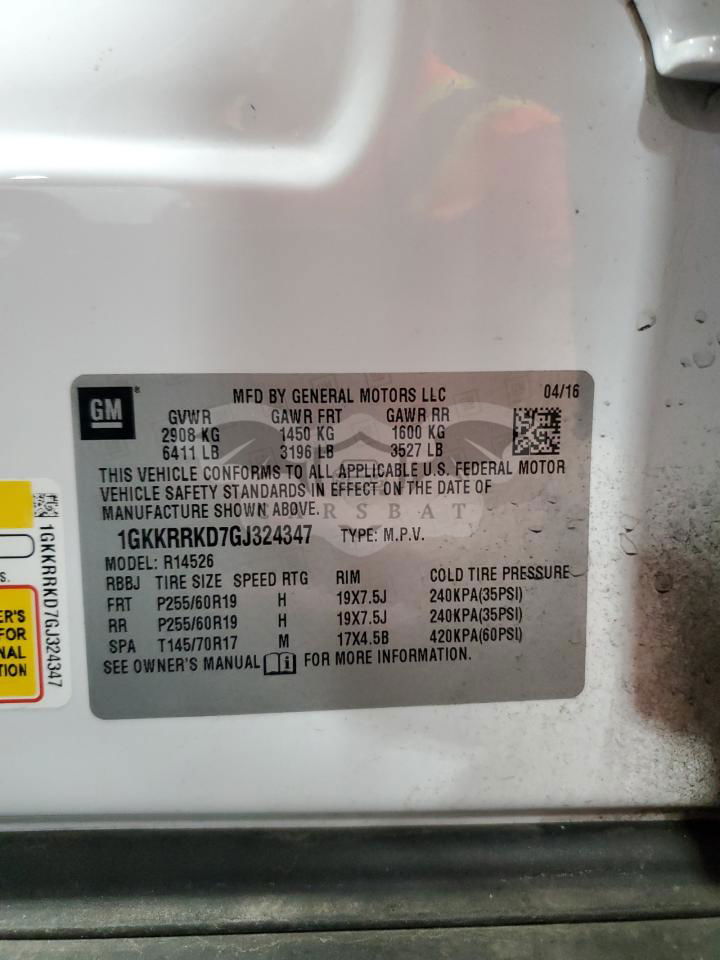 GM
®
MFD BY GENERAL MOTORS LLC 04/16
GVWR GAWR FRT GAWR RR
2908 KG 1450 KG 1600 KG
6411 LB 3196 LB 3527 LB
THIS VEHICLE CONFORMS TO ALL APPLICABLE U.S. FEDERAL MOTOR
VEHICLE SAFETY STANDARDS IN EFFECT ON THE DATE OF
MANUFACTURE SHOWN ABOVE.
1GKKRRKD7GJ324347 TYPE: M.P.V.
MODEL: R14526
RBBJ TIRE SIZE SPEED RTG RIM COLD TIRE PRESSURE
FRT P255/60R19 H 19X7.5J 240KPA(35PSI)
RR P255/60R19 H 19X7.5J 240KPA(35PSI)
SPA T145/70R17 M 17X4.5B 420KPA(60PSI)
SEE OWNER'S MANUAL i FOR MORE INFORMATION.
1GKKRRKD7GJ324347
S.
ER'S
FOR
NAL
TION